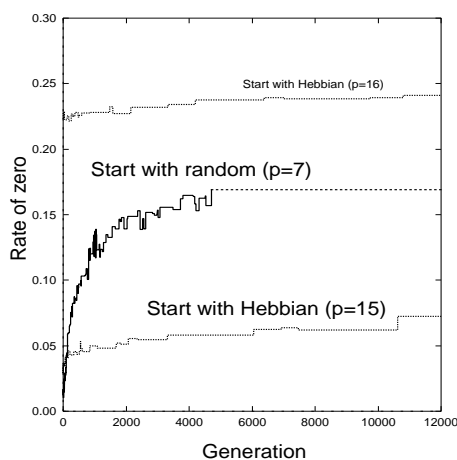 0.30
0.25
Start with Hebbian (p=16)
0.20
Start with random (p=7)
Rate of zero
0.15
0.10
Start with Hebbian (p=15)
0.05
0.00
0
2000
4000
6000
8000
10000
12000
Generation